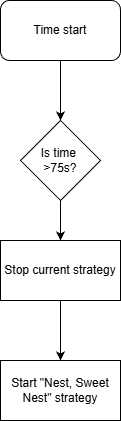 Time start
Is time
>75s?
Stop current strategy
Start "Nest, Sweet
Nest" strategy